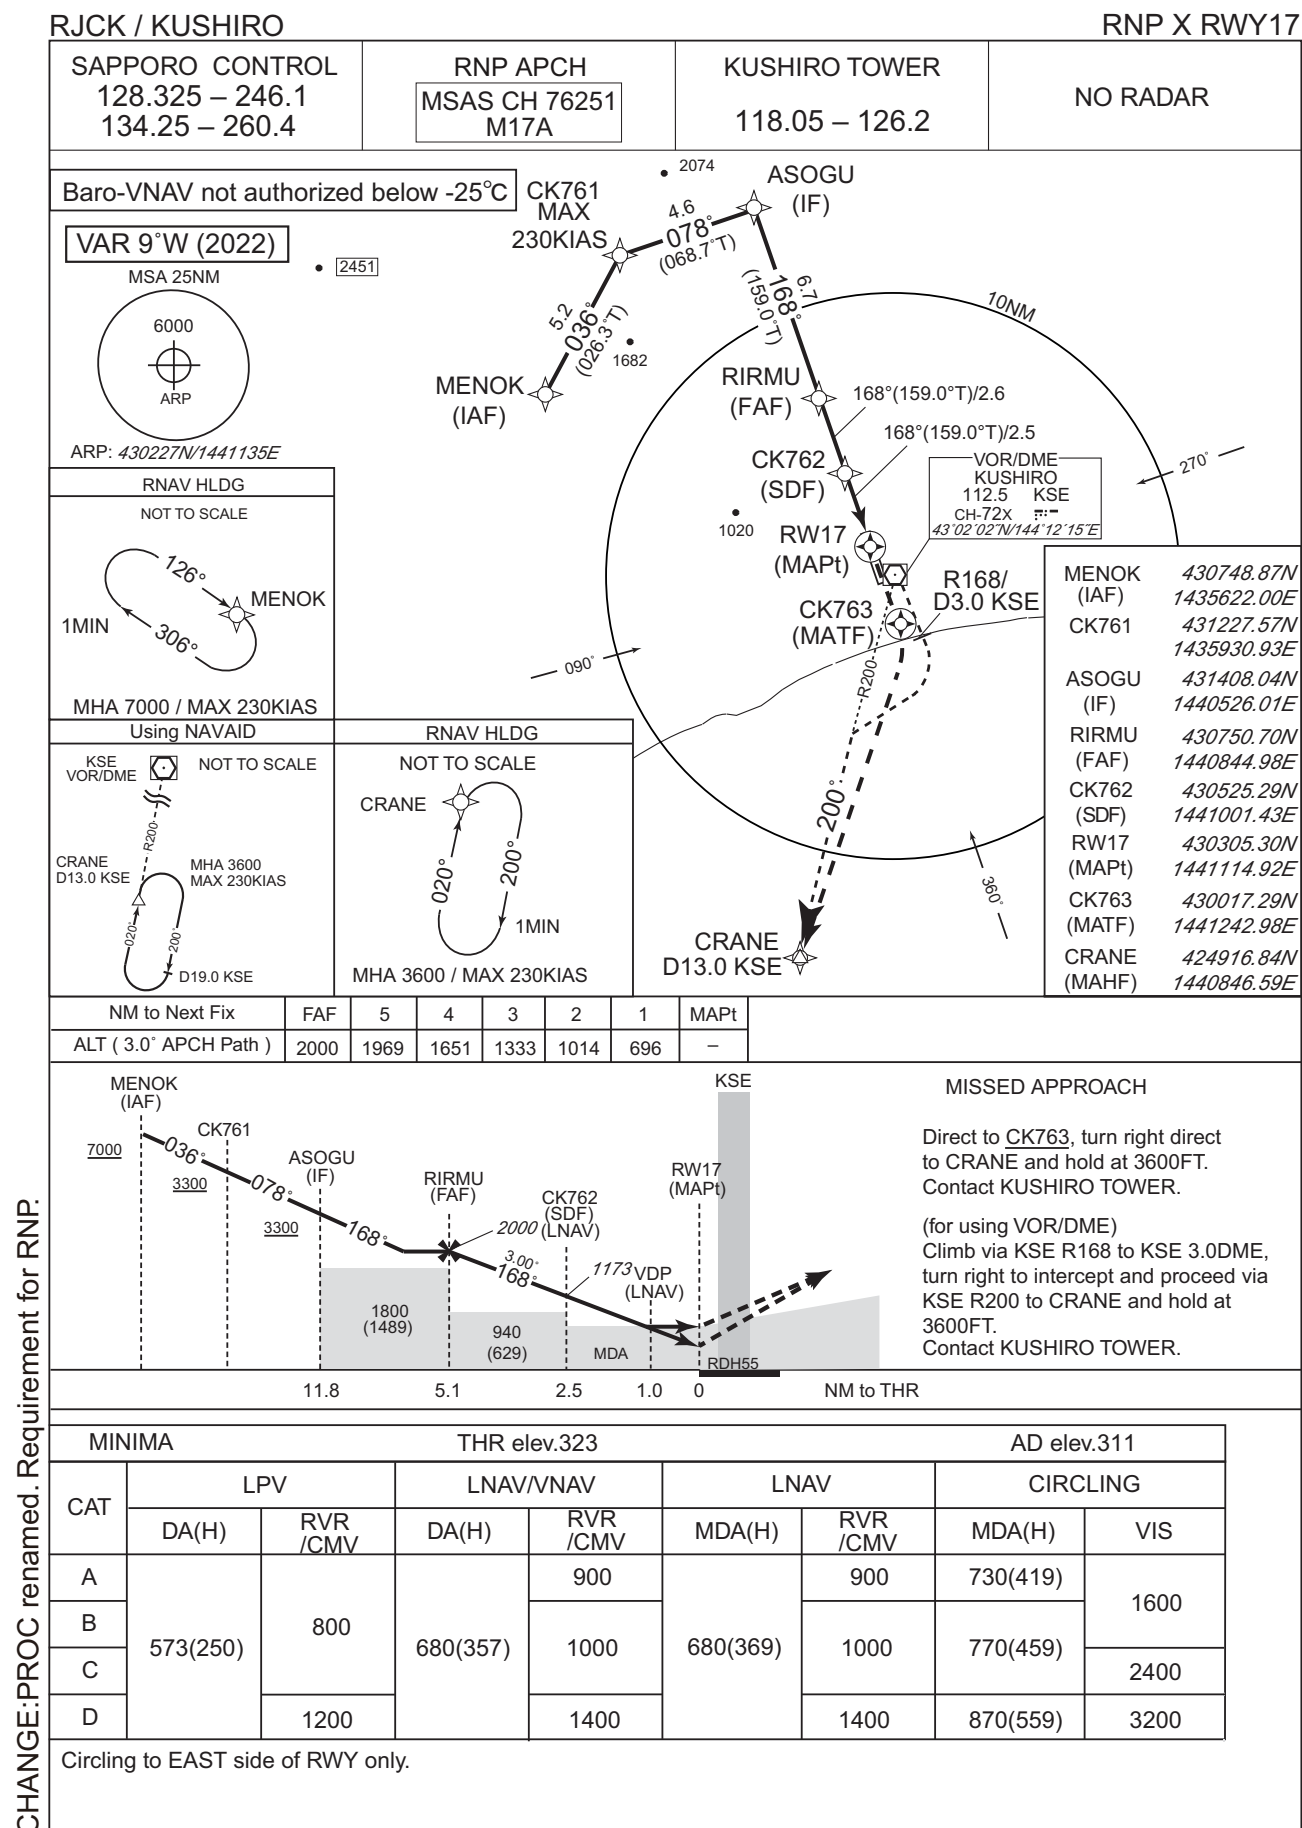 RJCK / KUSHIRO
RNP X RWY17
SAPPORO CONTROL
128.325 – 246.1
134.25 – 260.4
RNP APCH
MSAS CH 76251
M17A
KUSHIRO TOWER
118.05 – 126.2
NO RADAR
Baro-VNAV not authorized below -25℃
VAR 9˚W (2022)
MSA 25NM
6000
ARP
ARP: 430227N/1441135E
2451
2074
1682
1020
CK761
MAX
230KIAS
ASOGU
(IF)
4.6
078˚
(068.7˚T)
5.2
036˚
(026.3˚T)
MENOK
(IAF)
6.7
168˚
(159.0˚T)
10NM
RIRMU
(FAF)
168°(159.0°T)/2.6
168°(159.0°T)/2.5
CK762
(SDF)
VOR/DME
KUSHIRO
112.5 KSE
CH-72X
43˚02´02˝N/144˚12´15˝E
270˚
RW17
(MAPt)
R168/
D3.0 KSE
CK763
(MATF)
090˚
R200
200˚
360˚
CRANE
D13.0 KSE
RNAV HLDG
NOT TO SCALE
126°
MENOK
1MIN
306°
MHA 7000 / MAX 230KIAS
Using NAVAID
KSE
VOR/DME
NOT TO SCALE
R200
CRANE
D13.0 KSE
MHA 3600
MAX 230KIAS
020°
200°
D19.0 KSE
RNAV HLDG
NOT TO SCALE
CRANE
020°
200°
1MIN
MHA 3600 / MAX 230KIAS
MENOK 430748.87N
(IAF) 1435622.00E
CK761 431227.57N
1435930.93E
ASOGU 431408.04N
(IF) 1440526.01E
RIRMU 430750.70N
(FAF) 1440844.98E
CK762 430525.29N
(SDF) 1441001.43E
RW17 430305.30N
(MAPt) 1441114.92E
CK763 430017.29N
(MATF) 1441242.98E
CRANE 424916.84N
(MAHF) 1440846.59E
NM to Next Fix FAF 5 4 3 2 1 MAPt
ALT ( 3.0˚ APCH Path ) 2000 1969 1651 1333 1014 696 –
MENOK
(IAF)
7000
036˚
CK761
3300
078˚
ASOGU
(IF)
3300
168˚
RIRMU
(FAF)
2000
3.00˚
168˚
CK762
(SDF)
(LNAV)
1173
VDP
(LNAV)
RW17
(MAPt)
KSE
1800
(1489)
940
(629)
MDA
RDH55
11.8 5.1 2.5 1.0 0 NM to THR
MISSED APPROACH
Direct to CK763, turn right direct
to CRANE and hold at 3600FT.
Contact KUSHIRO TOWER.
(for using VOR/DME)
Climb via KSE R168 to KSE 3.0DME,
turn right to intercept and proceed via
KSE R200 to CRANE and hold at
3600FT.
Contact KUSHIRO TOWER.
MINIMA THR elev.323 AD elev.311
CAT LPV LNAV/VNAV LNAV CIRCLING
DA(H) RVR /CMV DA(H) RVR /CMV MDA(H) RVR /CMV MDA(H) VIS
A 573(250) 800 680(357) 900 680(369) 900 730(419) 1600
B 1000 1000 770(459)
C 2400
D 1200 1400 1400 870(559) 3200
Circling to EAST side of RWY only.
CHANGE:PROC renamed. Requirement for RNP.